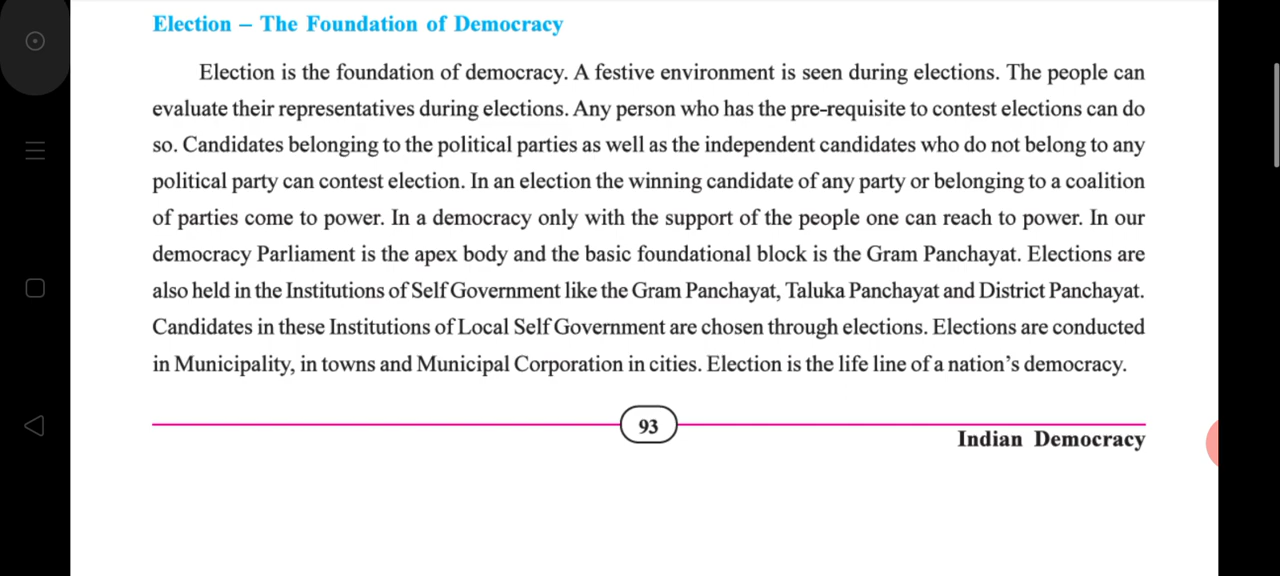 Election – The Foundation of Democracy
Election is the foundation of democracy. A festive environment is seen during elections. The people can
evaluate their representatives during elections. Any person who has the pre-requisite to contest elections can do
so. Candidates belonging to the political parties as well as the independent candidates who do not belong to any
political party can contest election. In an election the winning candidate of any party or belonging to a coalition
of parties come to power. In a democracy only with the support of the people one can reach to power. In our
democracy Parliament is the apex body and the basic foundational block is the Gram Panchayat. Elections are
also held in the Institutions of Self Government like the Gram Panchayat, Taluka Panchayat and District Panchayat.
Candidates in these Institutions of Local Self Government are chosen through elections. Elections are conducted
in Municipality, in towns and Municipal Corporation in cities. Election is the life line of a nation’s democracy.
93
Indian Democracy